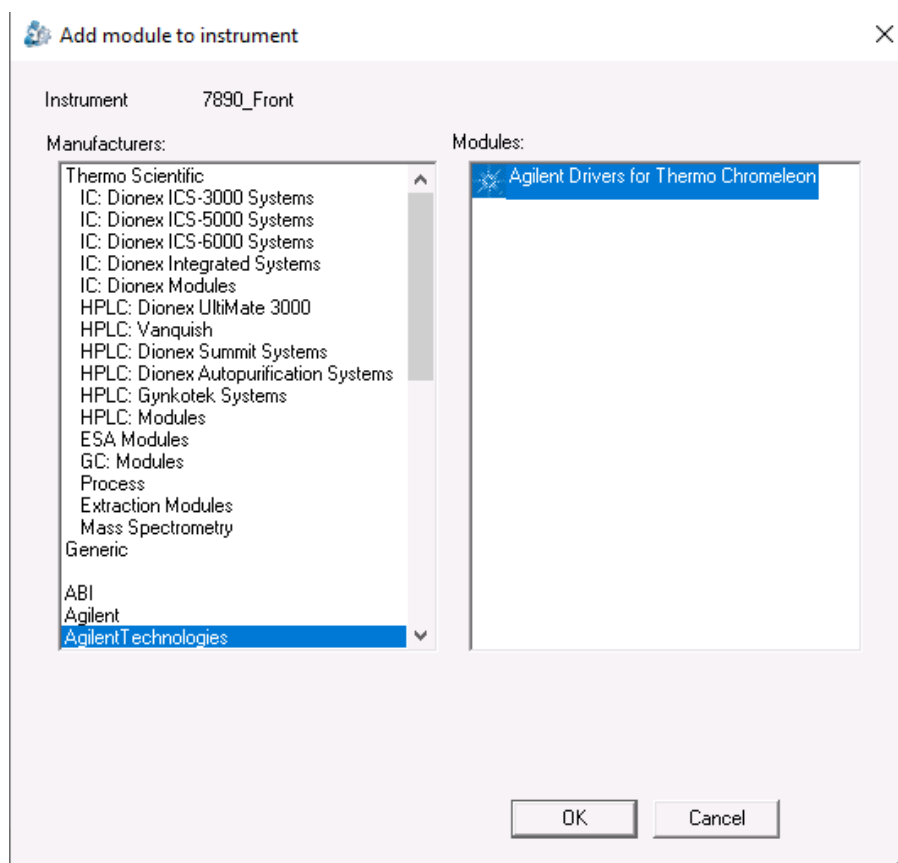 Add module to instrument
Instrument 7890_Front
Manufacturers:
Thermo Scientific
IC: Dionex ICS-3000 Systems
IC: Dionex ICS-5000 Systems
IC: Dionex ICS-6000 Systems
IC: Dionex Integrated Systems
IC: Dionex Modules
HPLC: Dionex UltiMate 3000
HPLC: Vanquish
HPLC: Dionex Summit Systems
HPLC: Dionex Autopurification Systems
HPLC: Gynkotek Systems
HPLC: Modules
ESA Modules
GC: Modules
Process
Extraction Modules
Mass Spectrometry
Generic
ABI
Agilent
AgilentTechnologies
Modules:
Agilent Drivers for Thermo Chromeleon
OK
Cancel